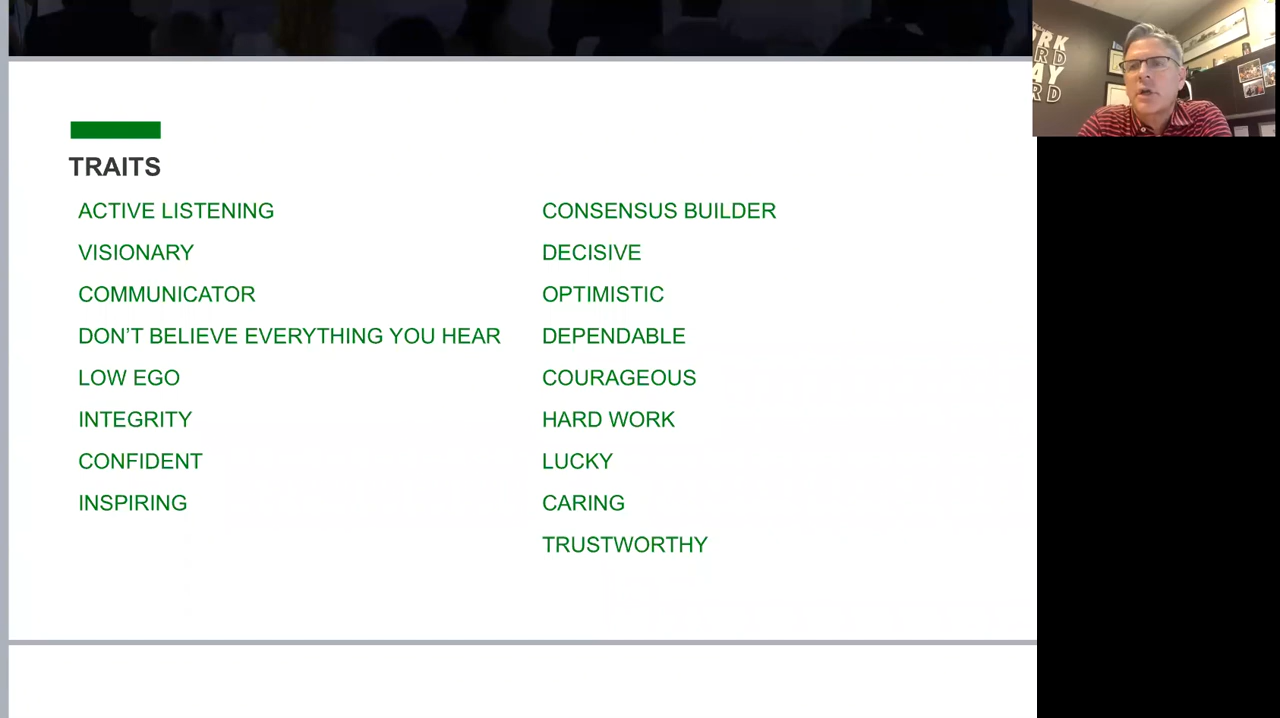 TRAITS
ACTIVE LISTENING
VISIONARY
COMMUNICATOR
DON'T BELIEVE EVERYTHING YOU HEAR
LOW EGO
INTEGRITY
CONFIDENT
INSPIRING
CONSENSUS BUILDER
DECISIVE
OPTIMISTIC
DEPENDABLE
COURAGEOUS
HARD WORK
LUCKY
CARING
TRUSTWORTHY